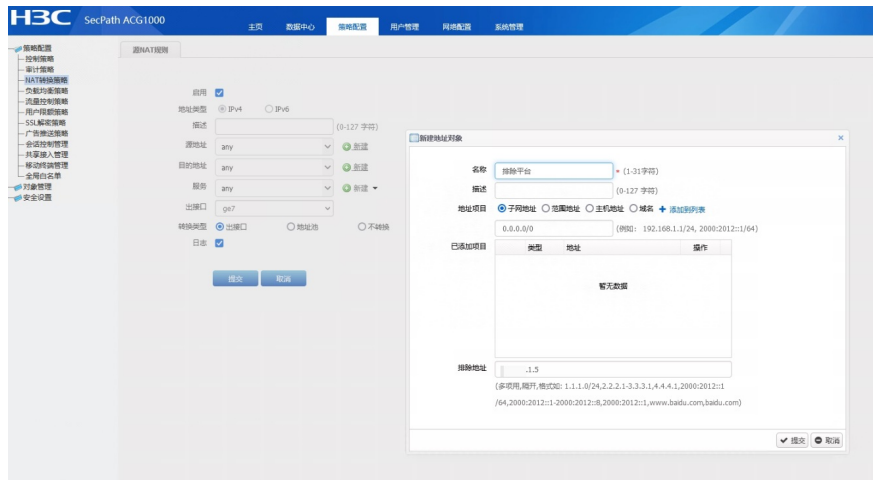 H3C SecPath ACG1000 主页 数据中心 策略配置 用户管理 网络配置 系统管理
策略配置
控制策略
审计策略
NAT转换策略
负载均衡策略
流量控制策略
用户限额策略
SSL解密策略
广告推送策略
会话控制管理
共享接入管理
移动终端管理
全局白名单
对象管理
安全设置
源NAT规则
启用
地址类型 IPv4 IPv6
描述 (0-127 字符)
源地址 any 新建
目的地址 any 新建
服务 any 新建
出接口 ge7
转换类型 出接口 地址池 不转换
日志
提交 取消
新建地址对象 ×
名称 排除平台 * (1-31字符)
描述 (0-127 字符)
地址项目 子网地址 范围地址 主机地址 域名 + 添加到列表
0.0.0.0/0 (例如: 192.168.1.1/24, 2000:2012::1/64)
已添加项目 类型 地址 操作
暂无数据
排除地址 .1.5
(多项用,隔开,格式如: 1.1.1.0/24,2.2.2.1-3.3.3.1,4.4.4.1,2000:2012::1
/64,2000:2012::1-2000:2012::8,2000:2012::1,www.baidu.com,baidu.com)
提交 取消